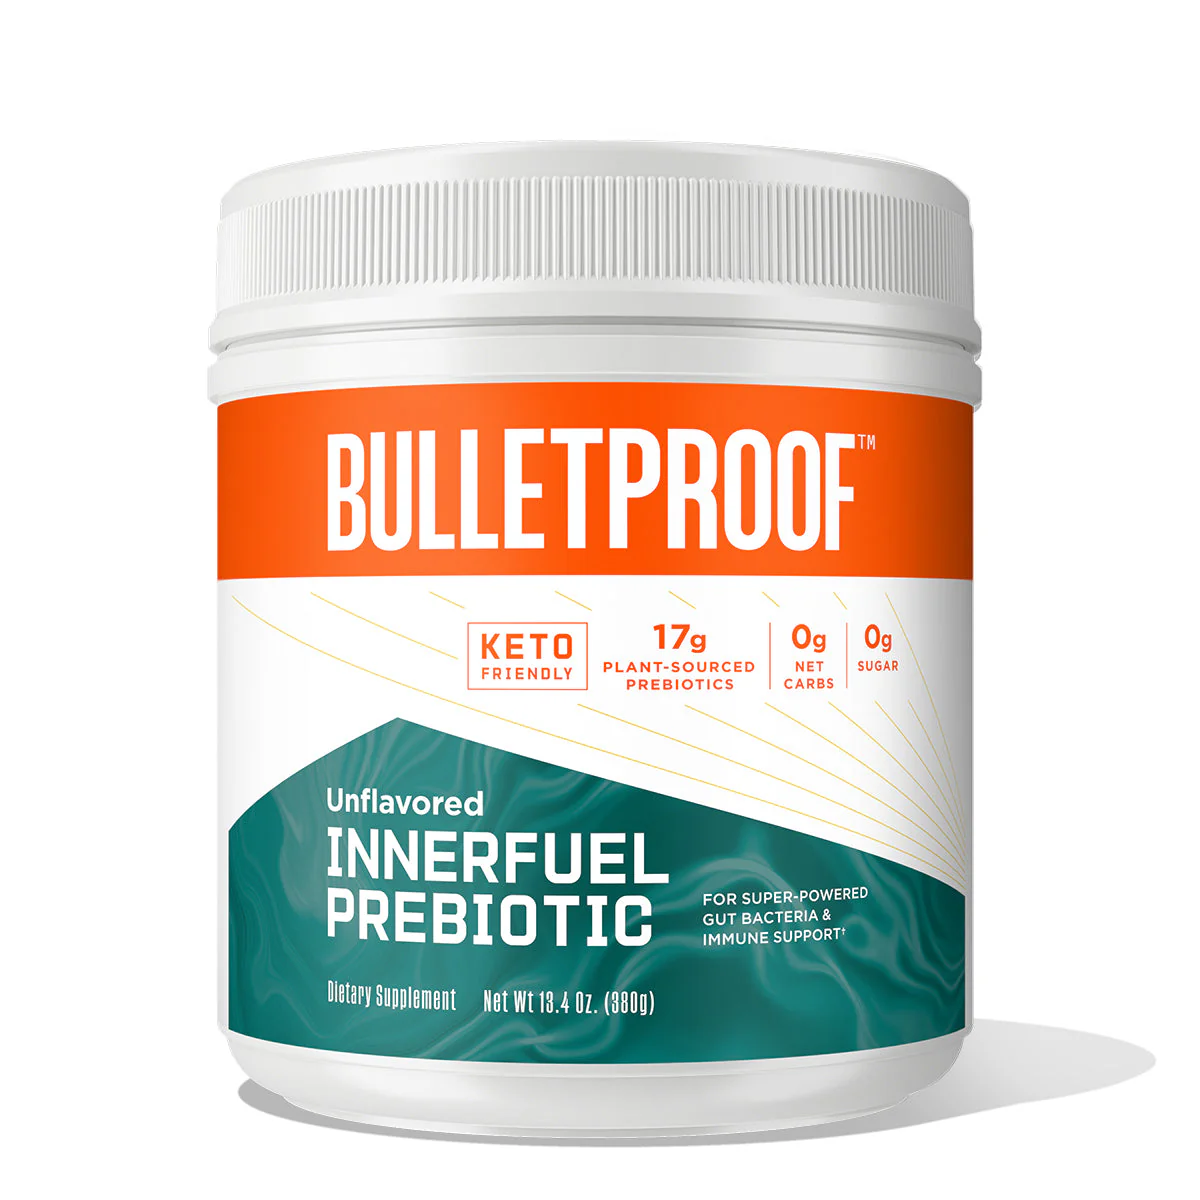 BULLETPROOF™
KETO
FRIENDLY
17g
PLANT-SOURCED
PREBIOTICS
0g
NET
CARBS
0g
SUGAR
Unflavored
INNERFUEL
PREBIOTIC
FOR SUPER-POWERED
GUT BACTERIA &
IMMUNE SUPPORT†
Dietary Supplement Net Wt 13.4 Oz. (380g)